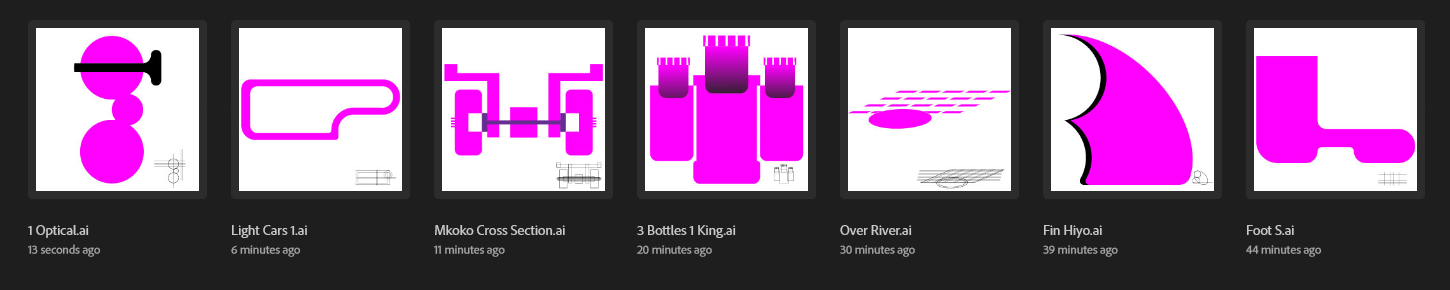 1 Optical.ai
13 seconds ago
Light Cars 1.ai
6 minutes ago
Mkoko Cross Section.ai
11 minutes ago
3 Bottles 1 King.ai
20 minutes ago
Over River.ai
30 minutes ago
Fin Hiyo.ai
39 minutes ago
Foot S.ai
44 minutes ago